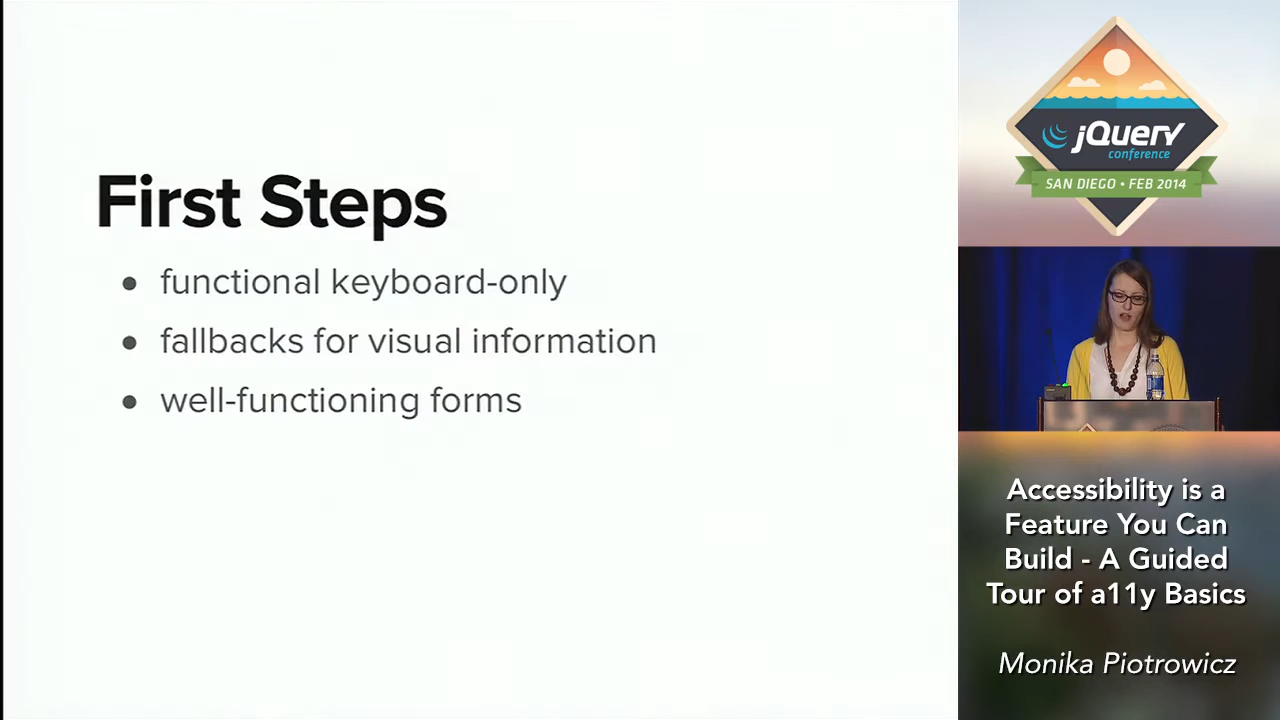 First Steps
functional keyboard-only
fallbacks for visual information
well-functioning forms
jQuery
conference
SAN DIEGO • FEB 2014
Accessibility is a
Feature You Can
Build - A Guided
Tour of a11y Basics
Monika Piotrowicz